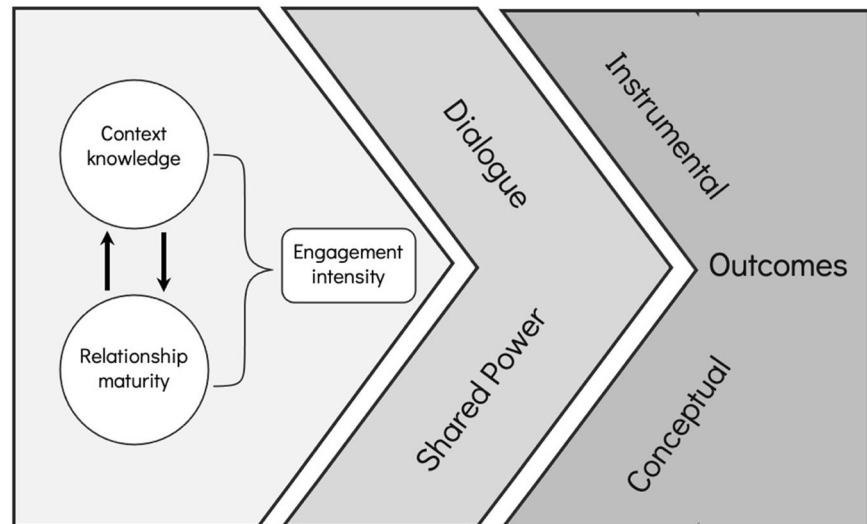 Context
knowledge
Relationship
maturity
Engagement
intensity
Dialogue
Shared Power
Instrumental
Outcomes
Conceptual